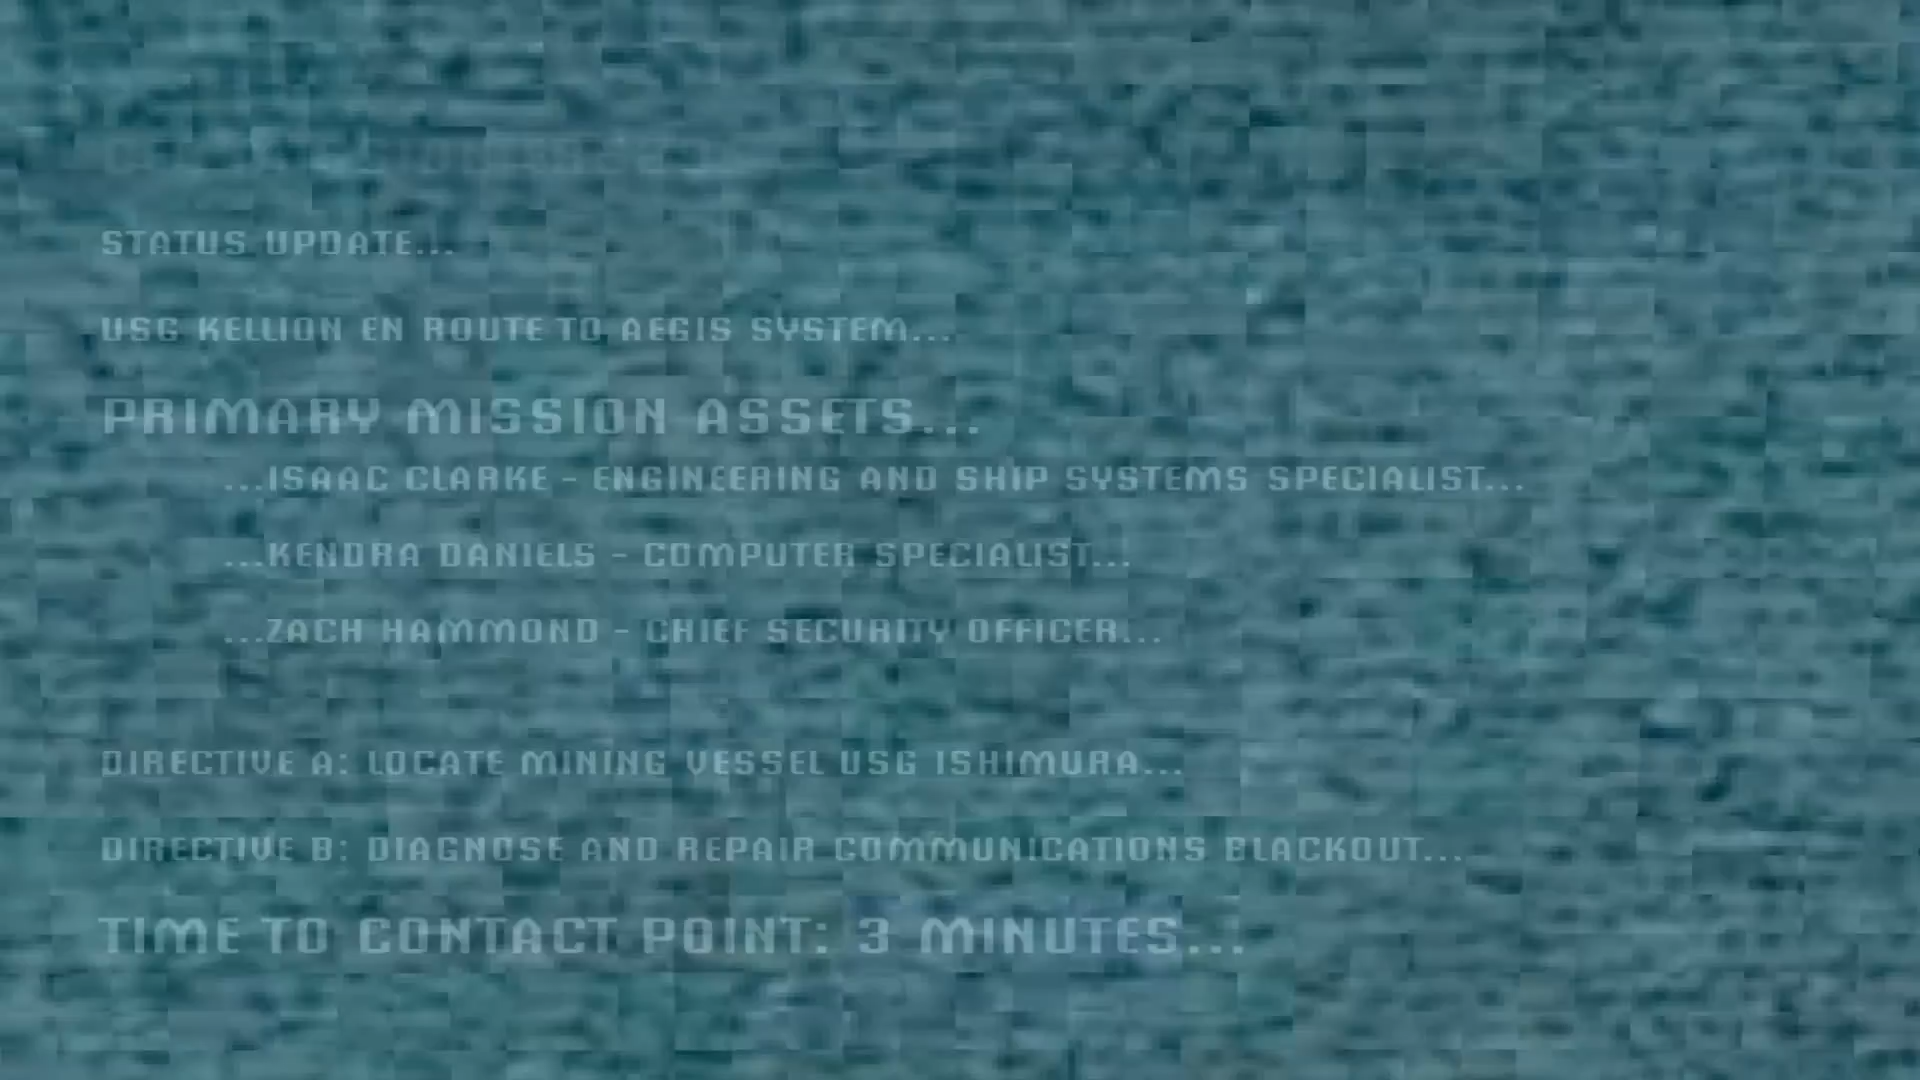 STATUS UPDATE...
USG KELLION EN ROUTE TO AEGIS SYSTEM...
PRIMARY MISSION ASSETS...
...ISAAC CLARKE - ENGINEERING AND SHIP SYSTEMS SPECIALIST...
...KENDRA DANIELS - COMPUTER SPECIALIST...
...ZACH HAMMOND - CHIEF SECURITY OFFICER...
DIRECTIVE A: LOCATE MINING VESSEL USG ISHIMURA...
DIRECTIVE B: DIAGNOSE AND REPAIR COMMUNICATIONS BLACKOUT...
TIME TO CONTACT POINT: 3 MINUTES...